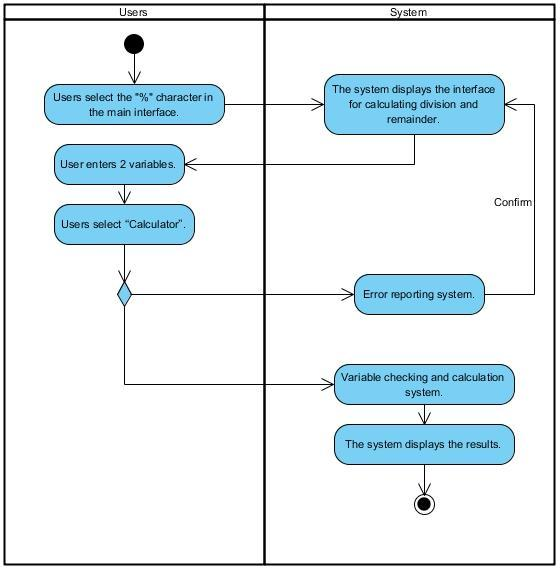 Users
System
Users select the "%" character in
the main interface.
The system displays the interface
for calculating division and
remainder.
User enters 2 variables.
Users select “Calculator”.
Confirm
Error reporting system.
Variable checking and calculation
system.
The system displays the results.